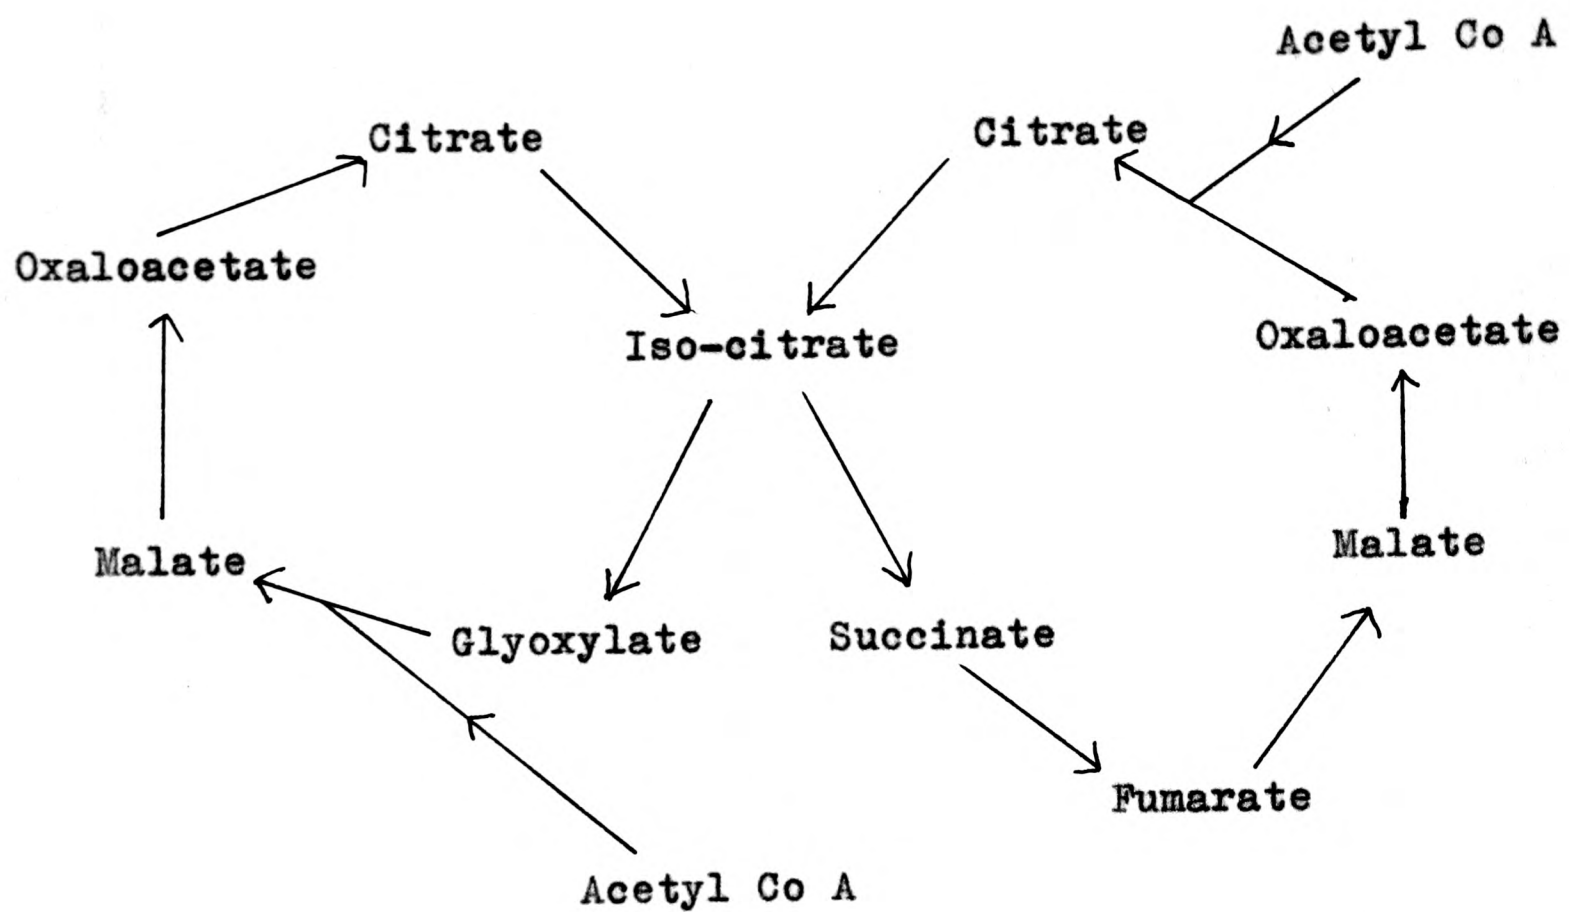 Acetyl Co A
Citrate
Citrate
Oxaloacetate
Iso-citrate
Oxaloacetate
Malate
Malate
Glyoxylate
Succinate
Fumarate
Acetyl Co A